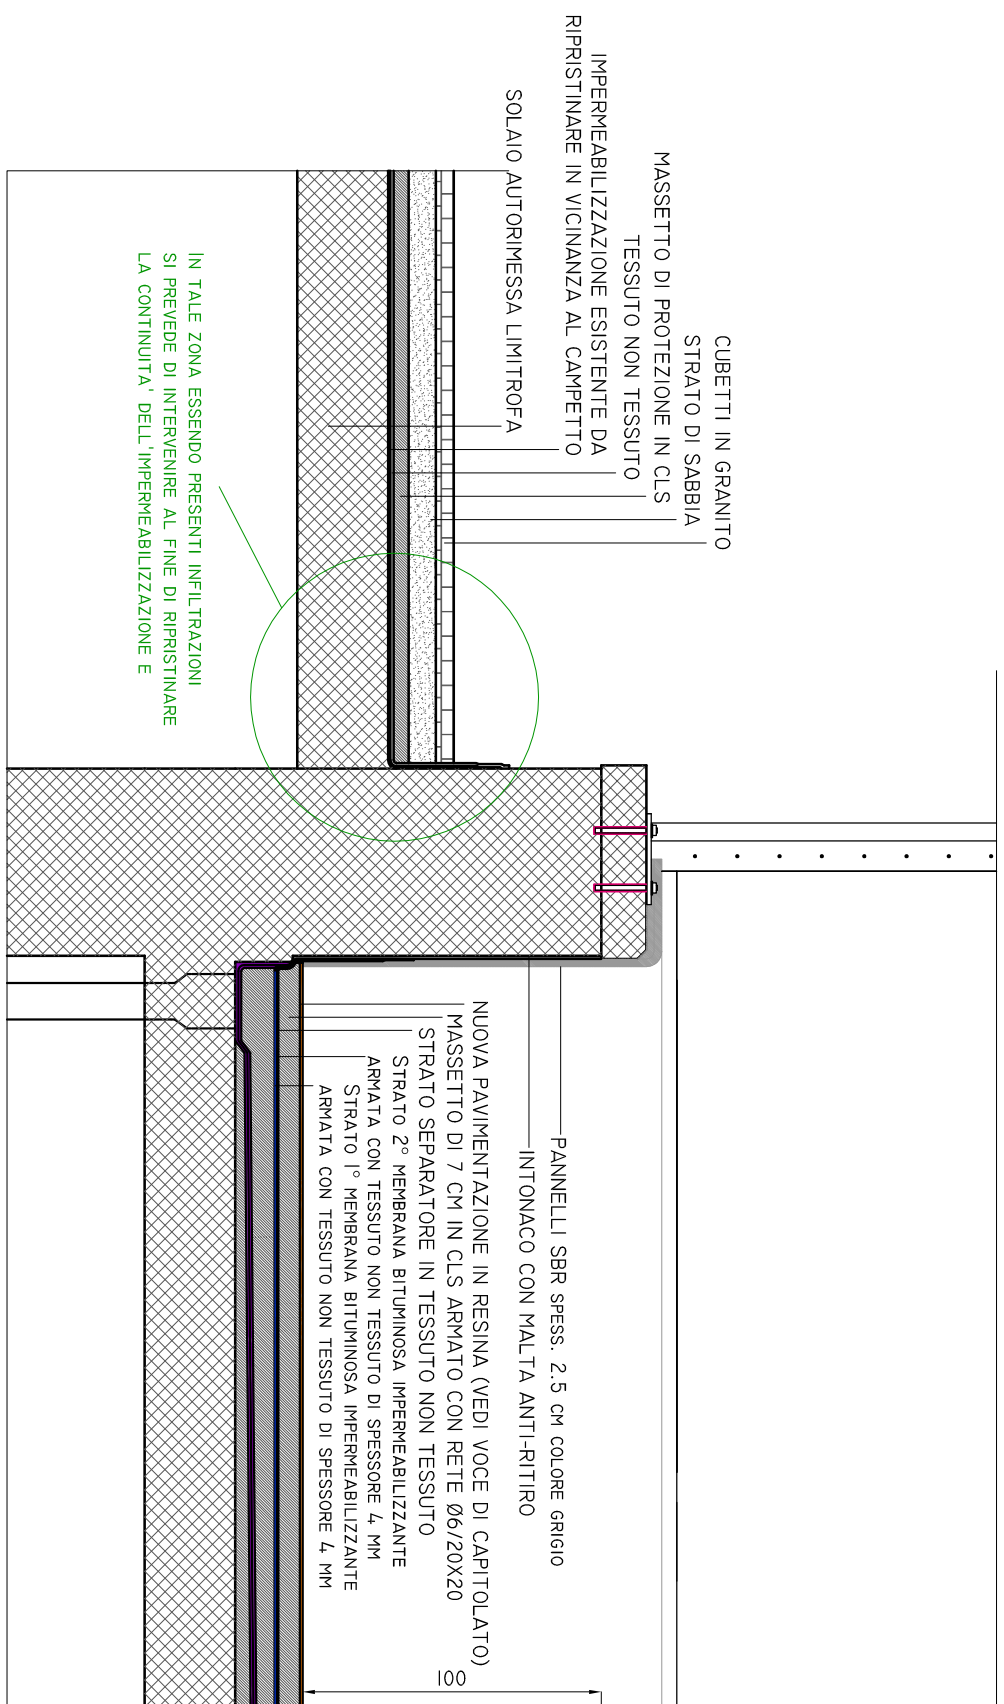 CUBETTI IN GRANITO
STRATO DI SABBIA
MASSETTO DI PROTEZIONE IN CLS
TESSUTO NON TESSUTO
IMPERMEABILIZZAZIONE ESISTENTE DA
RIPRISTINARE IN VICINANZA AL CAMPETTO
SOLAIO AUTORIMESSA LIMITROFA
IN TALE ZONA ESSENDO PRESENTI INFILTRAZIONI
SI PREVEDE DI INTERVENIRE AL FINE DI RIPRISTINARE
LA CONTINUITA' DELL'IMPERMEABILIZZAZIONE E
PANNELLI SBR SPESS. 2.5 CM COLORE GRIGIO
INTONACO CON MALTA ANTI-RITIRO
NUOVA PAVIMENTAZIONE IN RESINA (VEDI VOCE DI CAPITOLATO)
MASSETTO DI 7 CM IN CLS ARMATO CON RETE Ø6/20X20
STRATO SEPARATORE IN TESSUTO NON TESSUTO
STRATO 2° MEMBRANA BITUMINOSA IMPERMEABILIZZANTE
ARMATA CON TESSUTO NON TESSUTO DI SPESSORE 4 MM
STRATO 1° MEMBRANA BITUMINOSA IMPERMEABILIZZANTE
ARMATA CON TESSUTO NON TESSUTO DI SPESSORE 4 MM
100